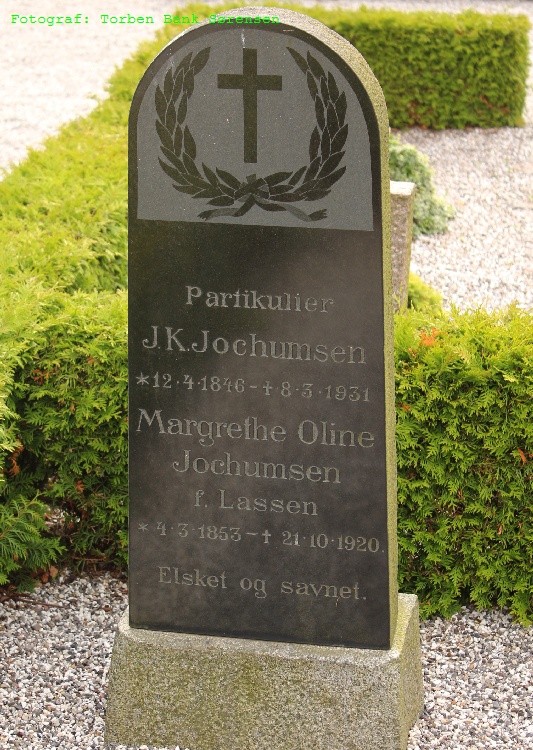 Fotograf: Torben Bank Sørensen
Partikulier
J.K.Jochumsen
*12·4·1846-†·8·3·1931
Margrethe Oline
Jochumsen
f. Lassen
*4·3·1853-†21·10·1920.
Elsket og savnet.